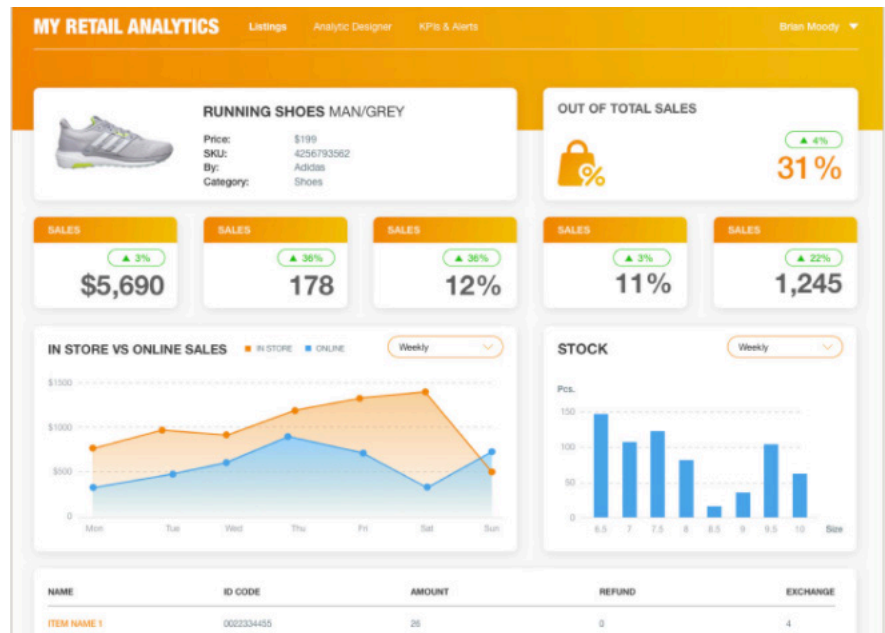 MY RETAIL ANALYTICS Listings Analytic Designer KPIs & Alerts Brian Moody
RUNNING SHOES MAN/GREY
Price: $199
SKU: 4256793562
By: Adidas
Category: Shoes
OUT OF TOTAL SALES
4%
31%
%
SALES
3%
$5,690
SALES
36%
178
SALES
36%
12%
SALES
3%
11%
SALES
22%
1,245
IN STORE VS ONLINE SALES IN STORE ONLINE Weekly
$1500
$1000
$500
0
Mon Tue Wed Thu Fri Sat Sun
STOCK Weekly
Pcs.
150
100
50
0
6.5 7 7.5 8 8.5 9 9.5 10 Size
NAME ID CODE AMOUNT REFUND EXCHANGE
ITEM NAME 1 0022334455 26 0 4